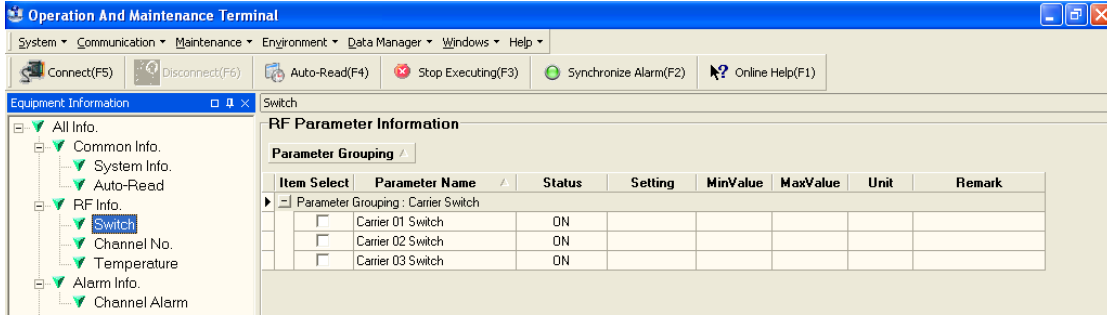 Operation And Maintenance Terminal
System Communication Maintenance Environment Data Manager Windows Help
Connect(F5) Disconnect(F6) Auto-Read(F4) Stop Executing(F3) Synchronize Alarm(F2) Online Help(F1)
Equipment Information
All Info.
Common Info.
System Info.
Auto-Read
RF Info.
Switch
Channel No.
Temperature
Alarm Info.
Channel Alarm
Switch
RF Parameter Information
Parameter Grouping
Item Select Parameter Name Status Setting MinValue MaxValue Unit Remark
Parameter Grouping : Carrier Switch
Carrier 01 Switch ON
Carrier 02 Switch ON
Carrier 03 Switch ON